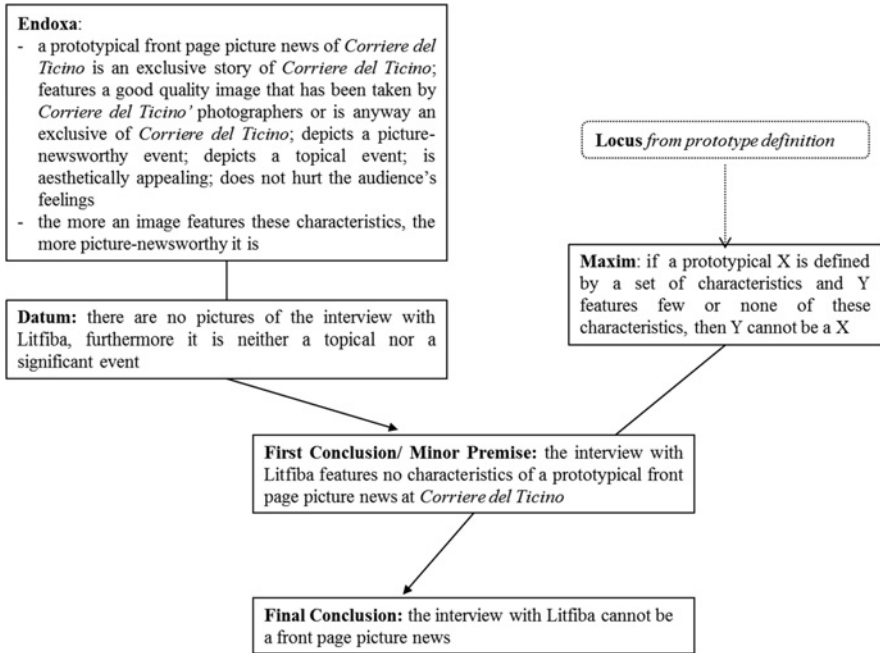 Endoxa:
- a prototypical front page picture news of Corriere del
Ticino is an exclusive story of Corriere del Ticino;
features a good quality image that has been taken by
Corriere del Ticino’ photographers or is anyway an
exclusive of Corriere del Ticino; depicts a picture-
newsworthy event; depicts a topical event; is
aesthetically appealing; does not hurt the audience’s
feelings
- the more an image features these characteristics, the
more picture-newsworthy it is
Locus from prototype definition
Maxim: if a prototypical X is defined
by a set of characteristics and Y
features few or none of these
characteristics, then Y cannot be a X
Datum: there are no pictures of the interview with
Litfiba, furthermore it is neither a topical nor a
significant event
First Conclusion/ Minor Premise: the interview with
Litfiba features no characteristics of a prototypical front
page picture news at Corriere del Ticino
Final Conclusion: the interview with Litfiba cannot be
a front page picture news